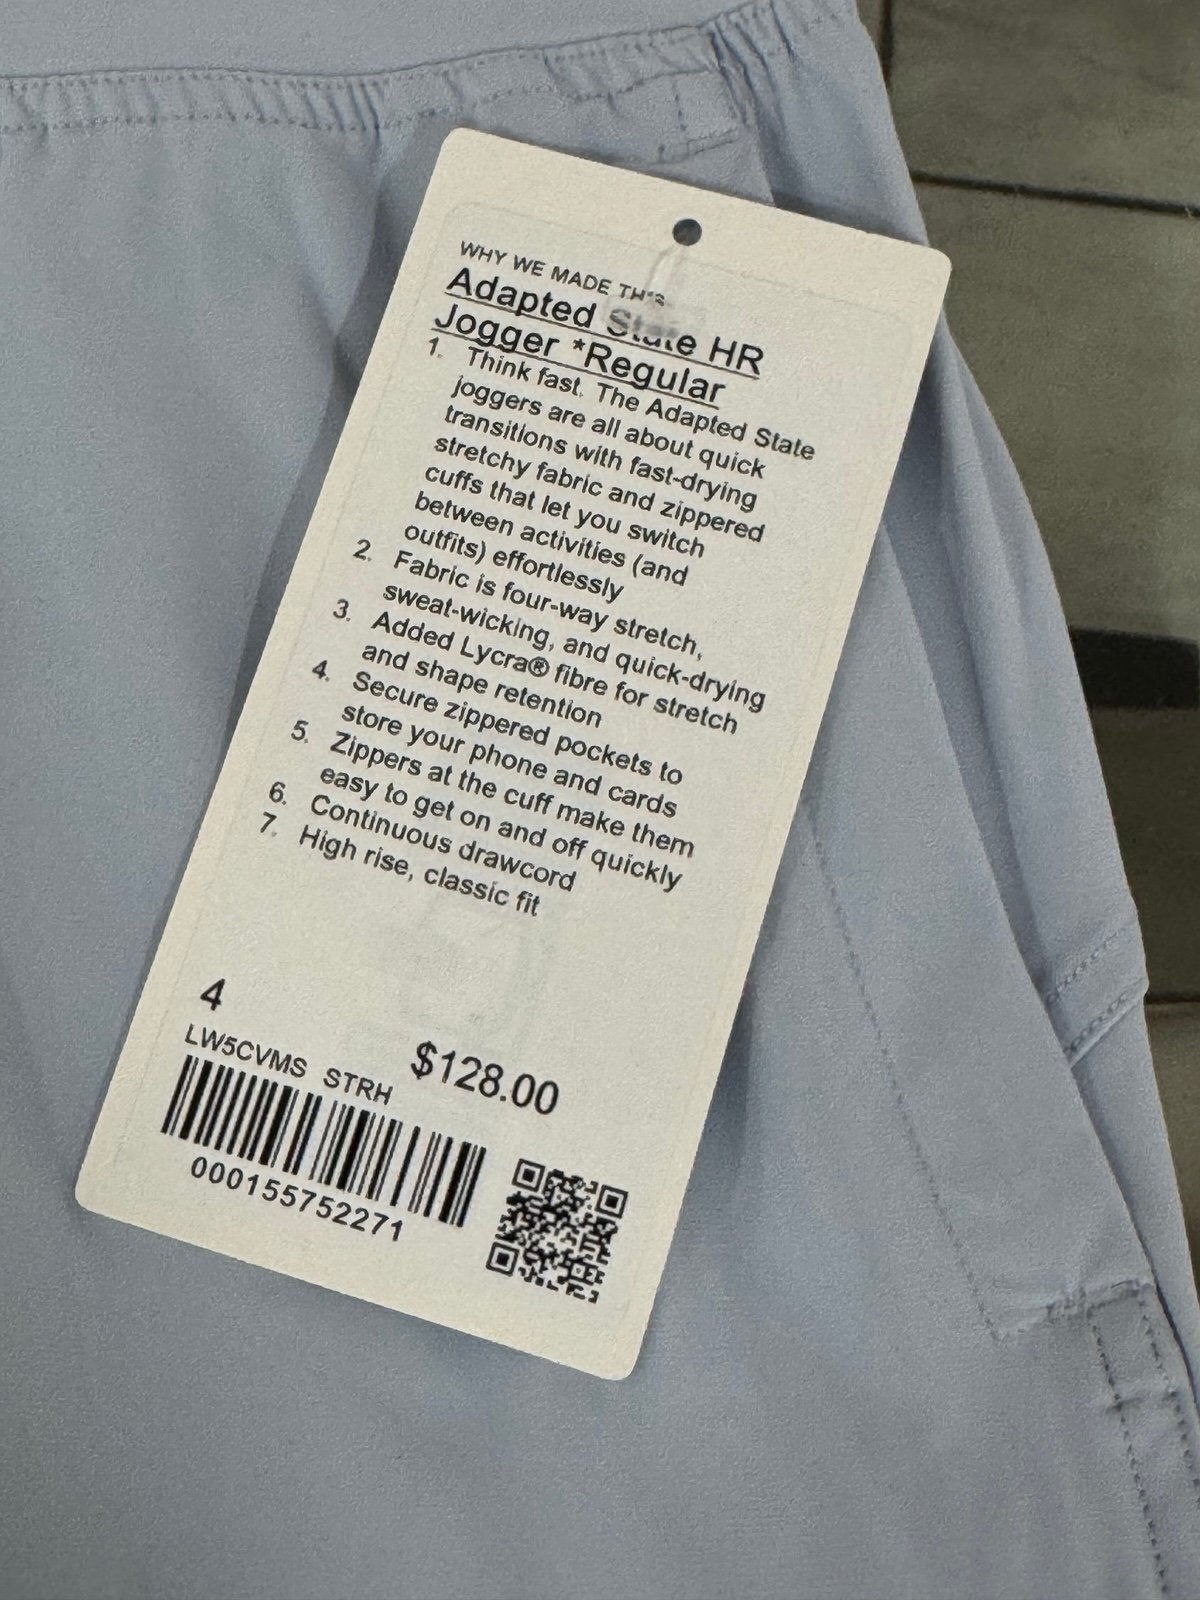 WHY WE MADE THIS
Adapted State HR
Jogger *Regular
1. Think fast. The Adapted State
joggers are all about quick
transitions with fast-drying
stretchy fabric and zippered
cuffs that let you switch
between activities (and
outfits) effortlessly
2. Fabric is four-way stretch,
sweat-wicking, and quick-drying
3. Added Lycra® fibre for stretch
and shape retention
4. Secure zippered pockets to
store your phone and cards
5. Zippers at the cuff make them
easy to get on and off quickly
6. Continuous drawcord
7. High rise, classic fit
4
LW5CVMS STRH
$128.00
000155752271